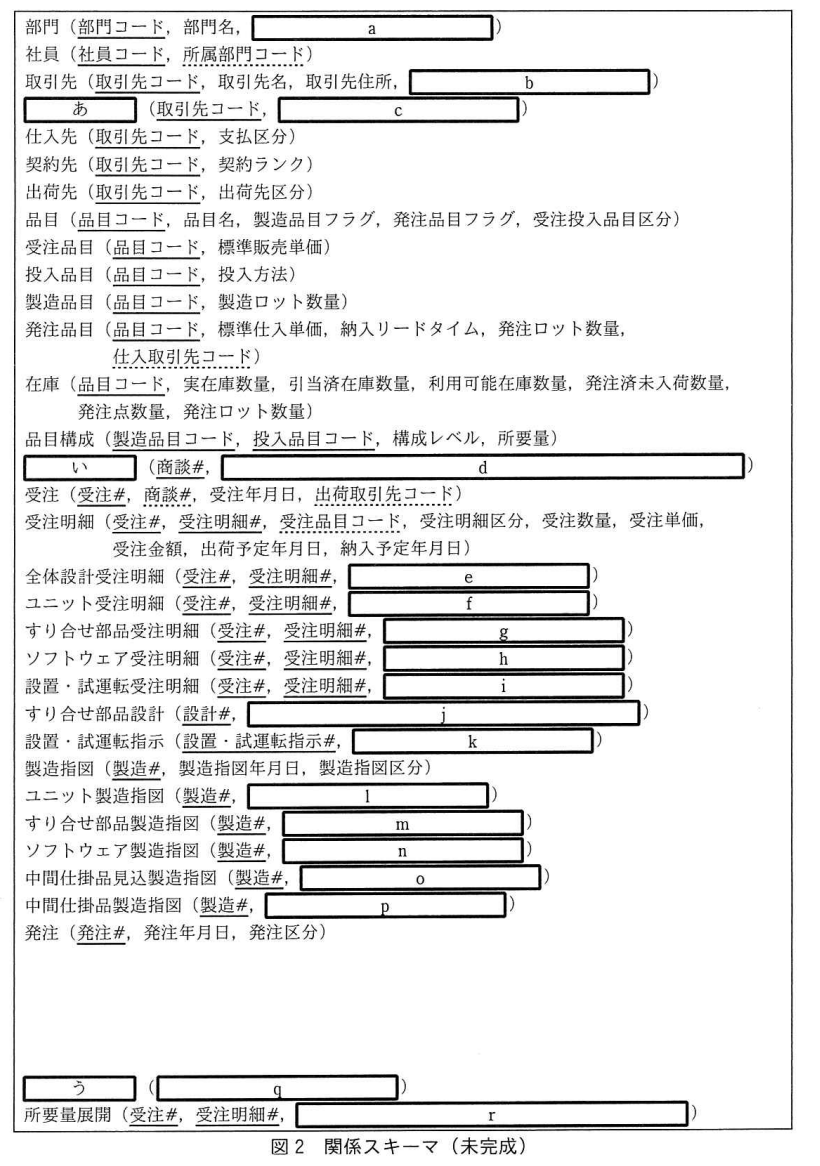 部門（部門コード，部門名， a ）
社員（社員コード，所属部門コード）
取引先（取引先コード，取引先名，取引先住所， b ）
あ （取引先コード， c ）
仕入先（取引先コード，支払区分）
契約先（取引先コード，契約ランク）
出荷先（取引先コード，出荷先区分）
品目（品目コード，品目名，製造品目フラグ，発注品目フラグ，受注投入品目区分）
受注品目（品目コード，標準販売単価）
投入品目（品目コード，投入方法）
製造品目（品目コード，製造ロット数量）
発注品目（品目コード，標準仕入単価，納入リードタイム，発注ロット数量，
仕入取引先コード）
在庫（品目コード，実在庫数量，引当済在庫数量，利用可能在庫数量，発注済未入荷数量，
発注点数量，発注ロット数量）
品目構成（製造品目コード，投入品目コード，構成レベル，所要量）
い （商談#， d ）
受注（受注#，商談#，受注年月日，出荷取引先コード）
受注明細（受注#，受注明細#，受注品目コード，受注明細区分，受注数量，受注単価，
受注金額，出荷予定年月日，納入予定年月日）
全体設計受注明細（受注#，受注明細#， e ）
ユニット受注明細（受注#，受注明細#， f ）
すり合せ部品受注明細（受注#，受注明細#， g ）
ソフトウェア受注明細（受注#，受注明細#， h ）
設置・試運転受注明細（受注#，受注明細#， i ）
すり合せ部品設計（設計#， j ）
設置・試運転指示（設置・試運転指示#， k ）
製造指図（製造#，製造指図年月日，製造指図区分）
ユニット製造指図（製造#， l ）
すり合せ部品製造指図（製造#， m ）
ソフトウェア製造指図（製造#， n ）
中間仕掛品見込製造指図（製造#， o ）
中間仕掛品製造指図（製造#， p ）
発注（発注#，発注年月日，発注区分）
う （ q ）
所要量展開（受注#，受注明細#， r ）
図2 関係スキーマ（未完成）